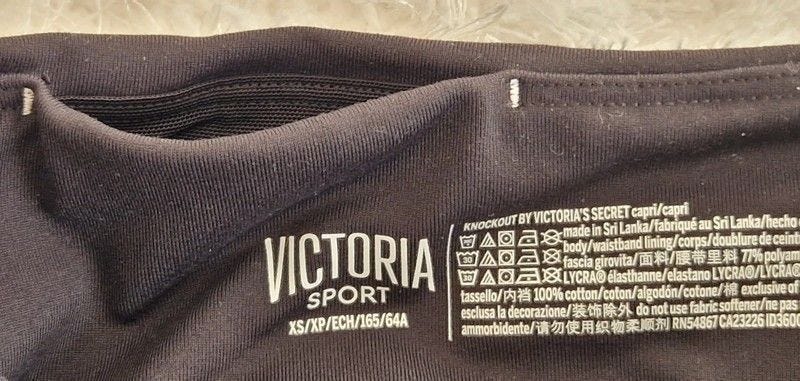 VICTORIA
SPORT
XS/XP/ECH/165/64A
KNOCKOUT BY VICTORIA'S SECRET capri/capri
made in Sri Lanka/fabriqué au Sri Lanka/hecho
body/waistband lining/corps/doublure de ceint
fascia girovita/面料/腰带里料 77% polyam
LYCRA® élasthanne/elastano LYCRA®/LYCRA®
tassello/内裆 100% cotton/coton/algodón/cotone/棉 exclusive of
esclusa la decorazione/装饰除外 do not use fabric softener/ne pas
ammorbidente/请勿使用织物柔顺剂 RN54867 CA23226 ID3600